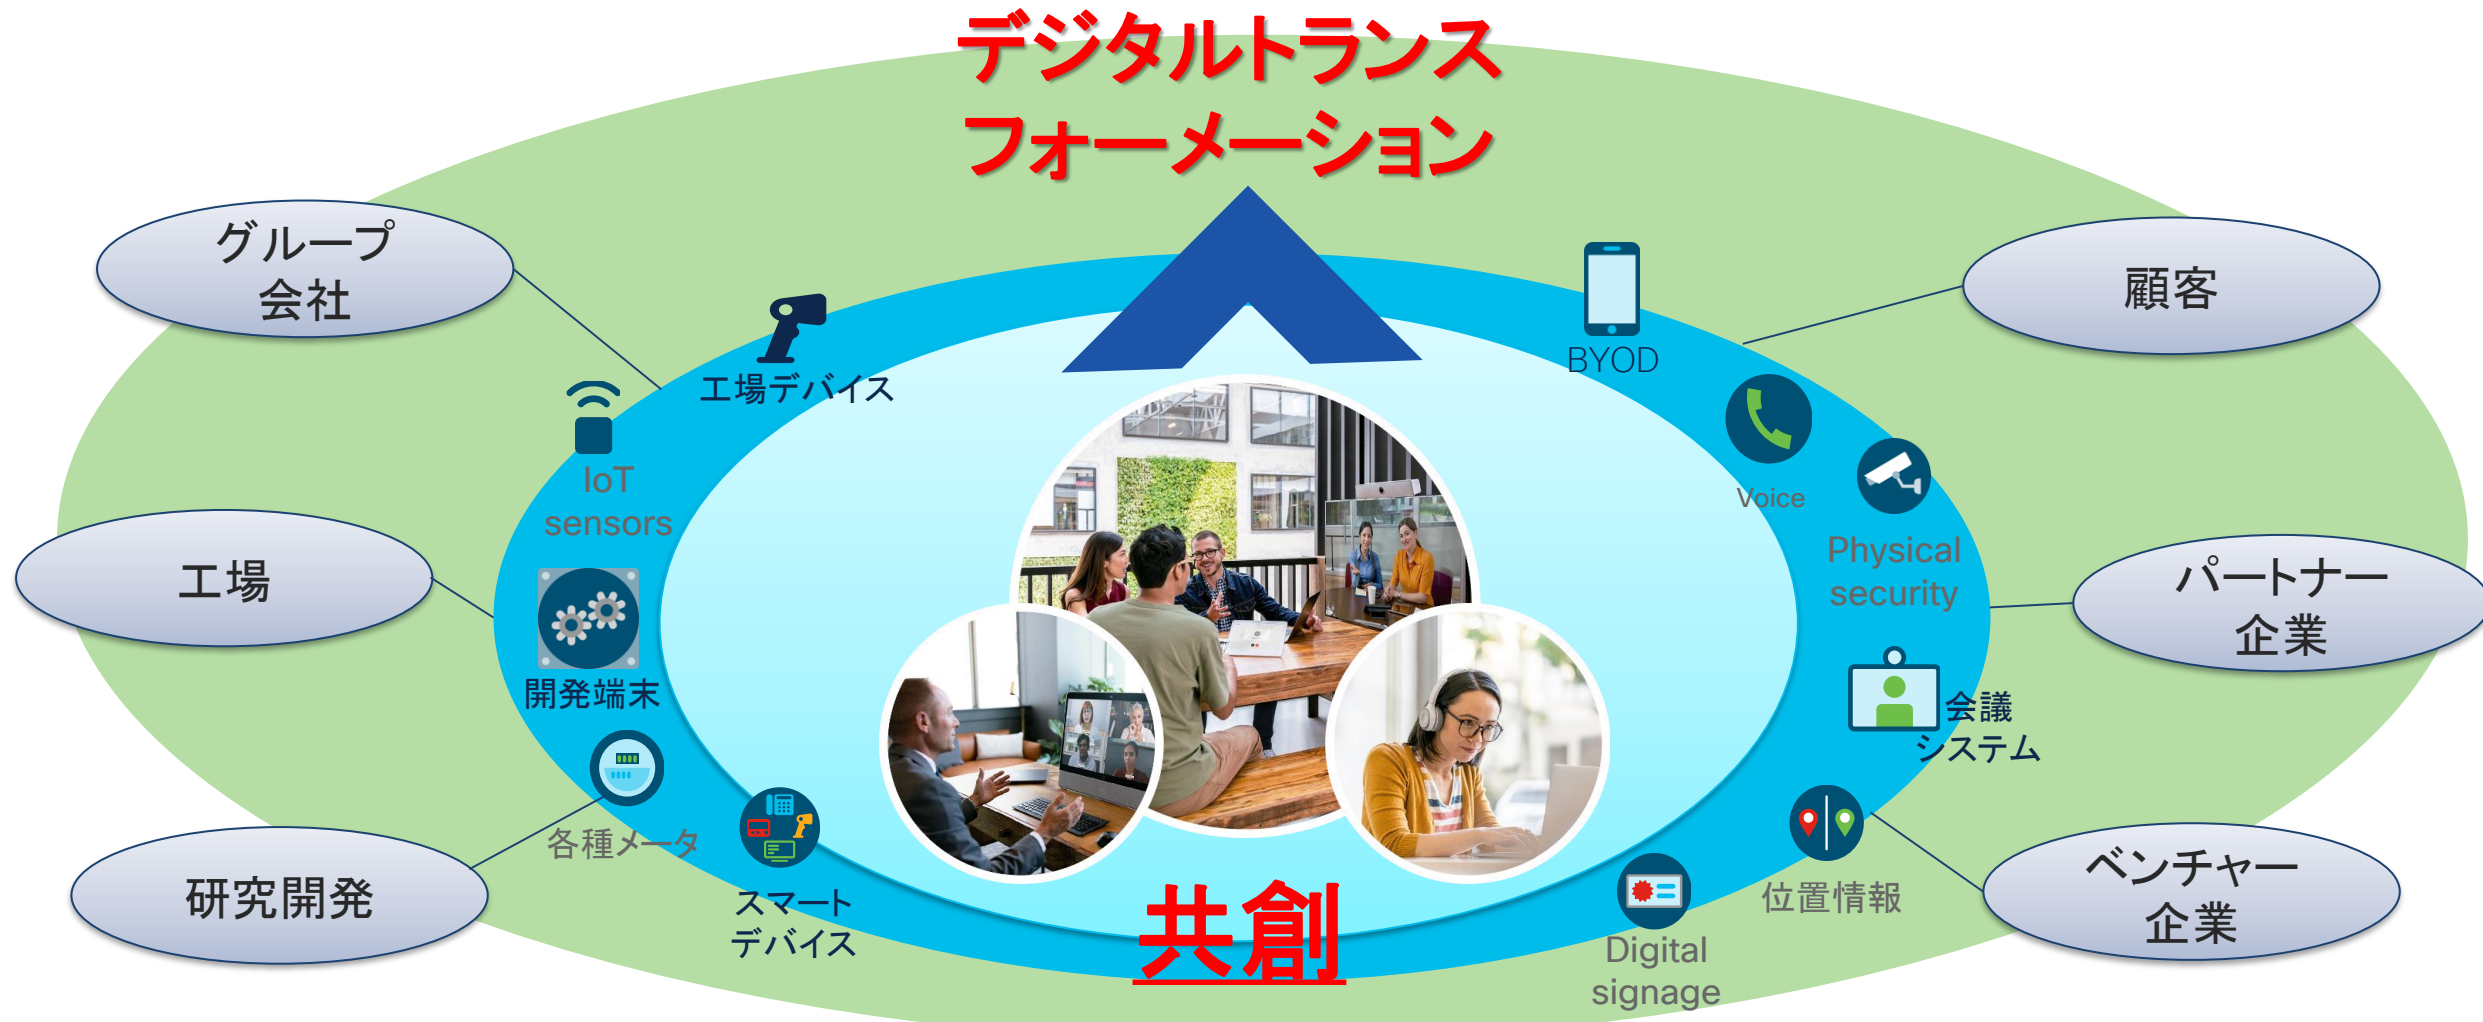 デジタルトランス
フォーメーション
グループ
会社
顧客
工場デバイス
BYOD
IoT
sensors
Voice
Physical
security
工場
パートナー
企業
開発端末
会議
システム
各種メータ
スマート
デバイス
位置情報
Digital
signage
研究開発
ベンチャー
企業
共創